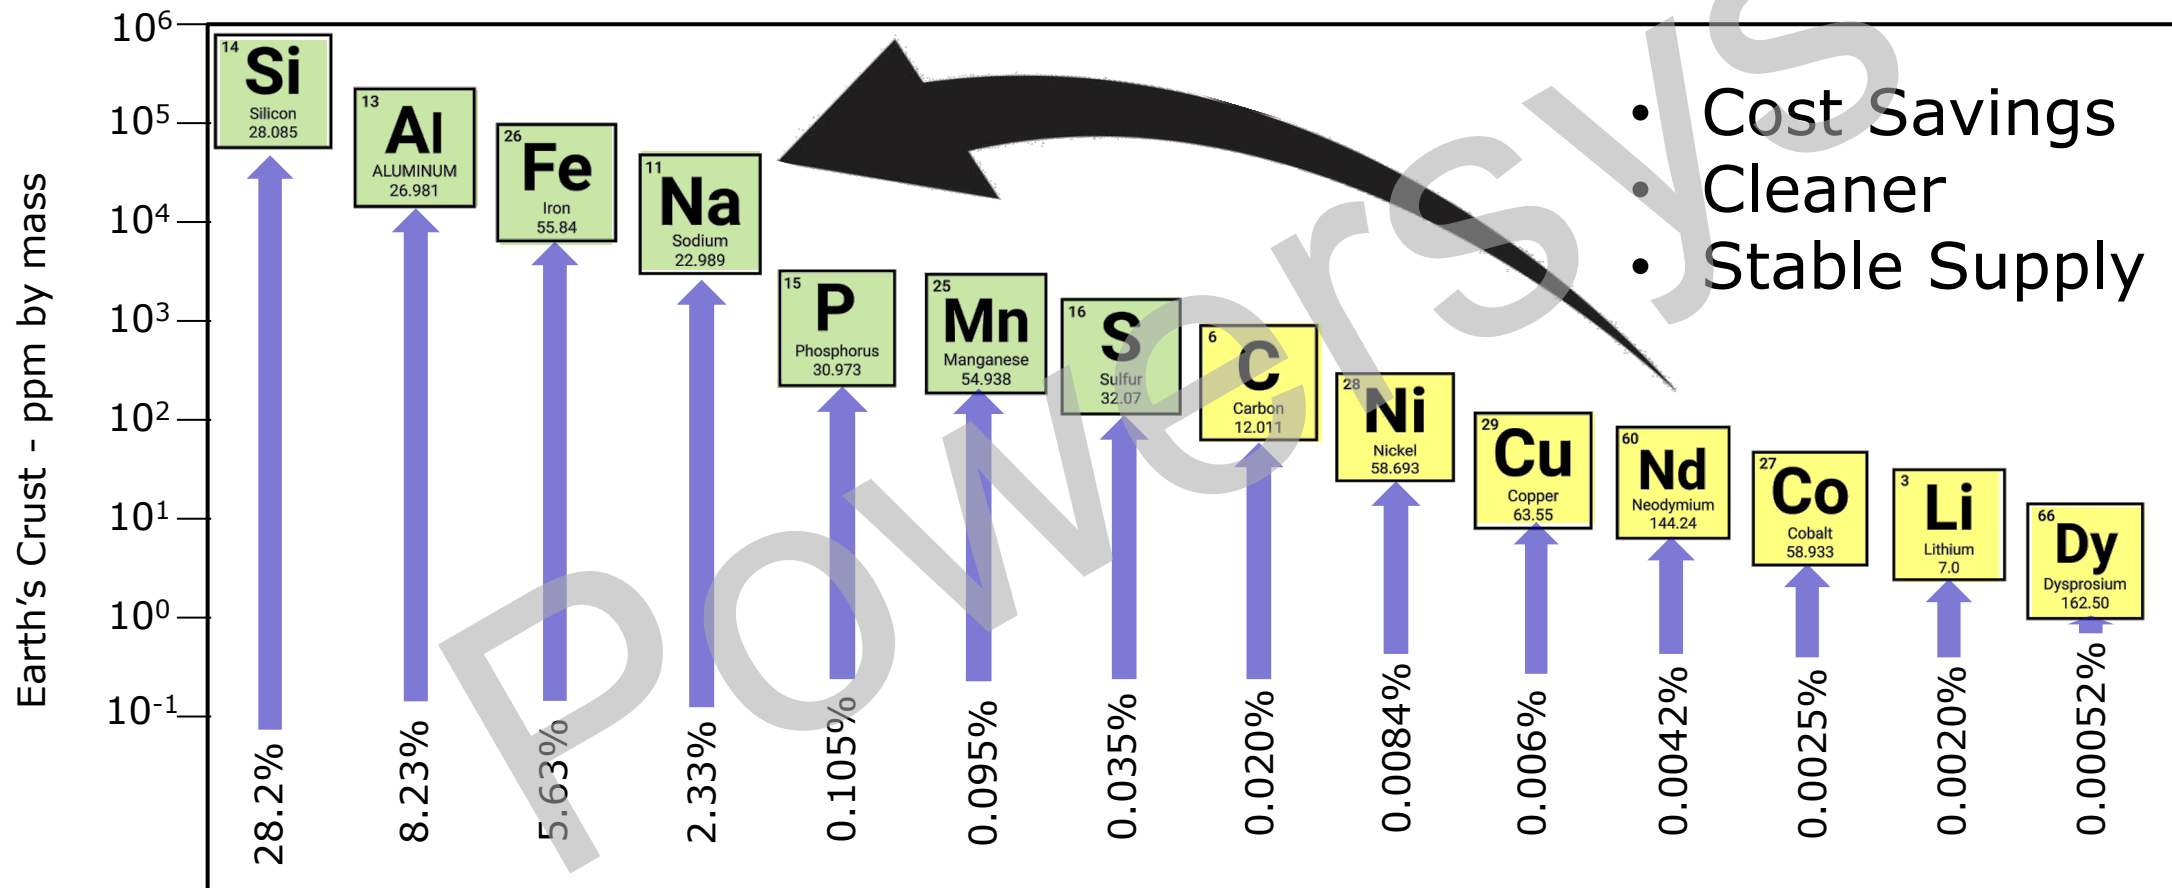 Earth's Crust - ppm by mass
10⁶
10⁵
10⁴
10³
10²
10¹
10⁰
10⁻¹
14
Si
Silicon
28.085
28.2%
13
Al
ALUMINUM
26.981
8.23%
26
Fe
Iron
55.84
5.63%
11
Na
Sodium
22.989
2.33%
15
P
Phosphorus
30.973
0.105%
25
Mn
Manganese
54.938
0.095%
16
S
Sulfur
32.07
0.035%
6
C
Carbon
12.011
0.020%
28
Ni
Nickel
58.693
0.0084%
29
Cu
Copper
63.55
0.006%
60
Nd
Neodymium
144.24
0.0042%
27
Co
Cobalt
58.933
0.0025%
3
Li
Lithium
7.0
0.0020%
66
Dy
Dysprosium
162.50
0.00052%
• Cost Savings
• Cleaner
• Stable Supply
Powersys